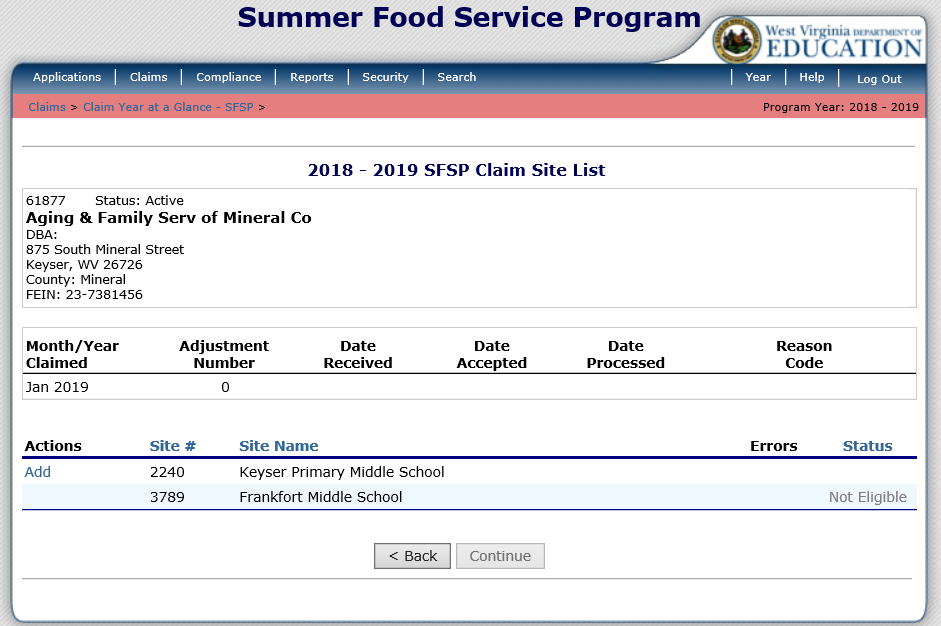 Summer Food Service Program
West Virginia DEPARTMENT OF
EDUCATION
Applications Claims Compliance Reports Security Search Year Help Log Out
Claims > Claim Year at a Glance - SFSP > Program Year: 2018 - 2019
2018 - 2019 SFSP Claim Site List
61877 Status: Active
Aging & Family Serv of Mineral Co
DBA:
875 South Mineral Street
Keyser, WV 26726
County: Mineral
FEIN: 23-7381456
Month/Year Adjustment Date Date Date Reason
Claimed Number Received Accepted Processed Code
Jan 2019 0
Actions Site # Site Name Errors Status
Add 2240 Keyser Primary Middle School
3789 Frankfort Middle School Not Eligible
< Back Continue